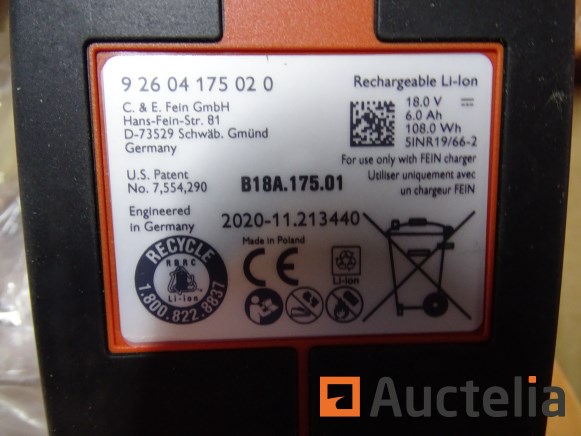 9 26 04 175 02 0
Rechargeable Li-Ion
C. & E. Fein GmbH
Hans-Fein-Str. 81
D-73529 Schwäb. Gmünd
Germany
18.0 V
6.0 Ah
108.0 Wh
5INR19/66-2
For use only with FEIN charger
Utiliser uniquement avec
un chargeur FEIN
U.S. Patent
No. 7,554,290
B18A.175.01
Engineered
in Germany
2020-11.213440
Made in Poland
RECYCLE
RBRC
Li-Ion
1.800.822.8837
CE
Li-Ion
Auctelia